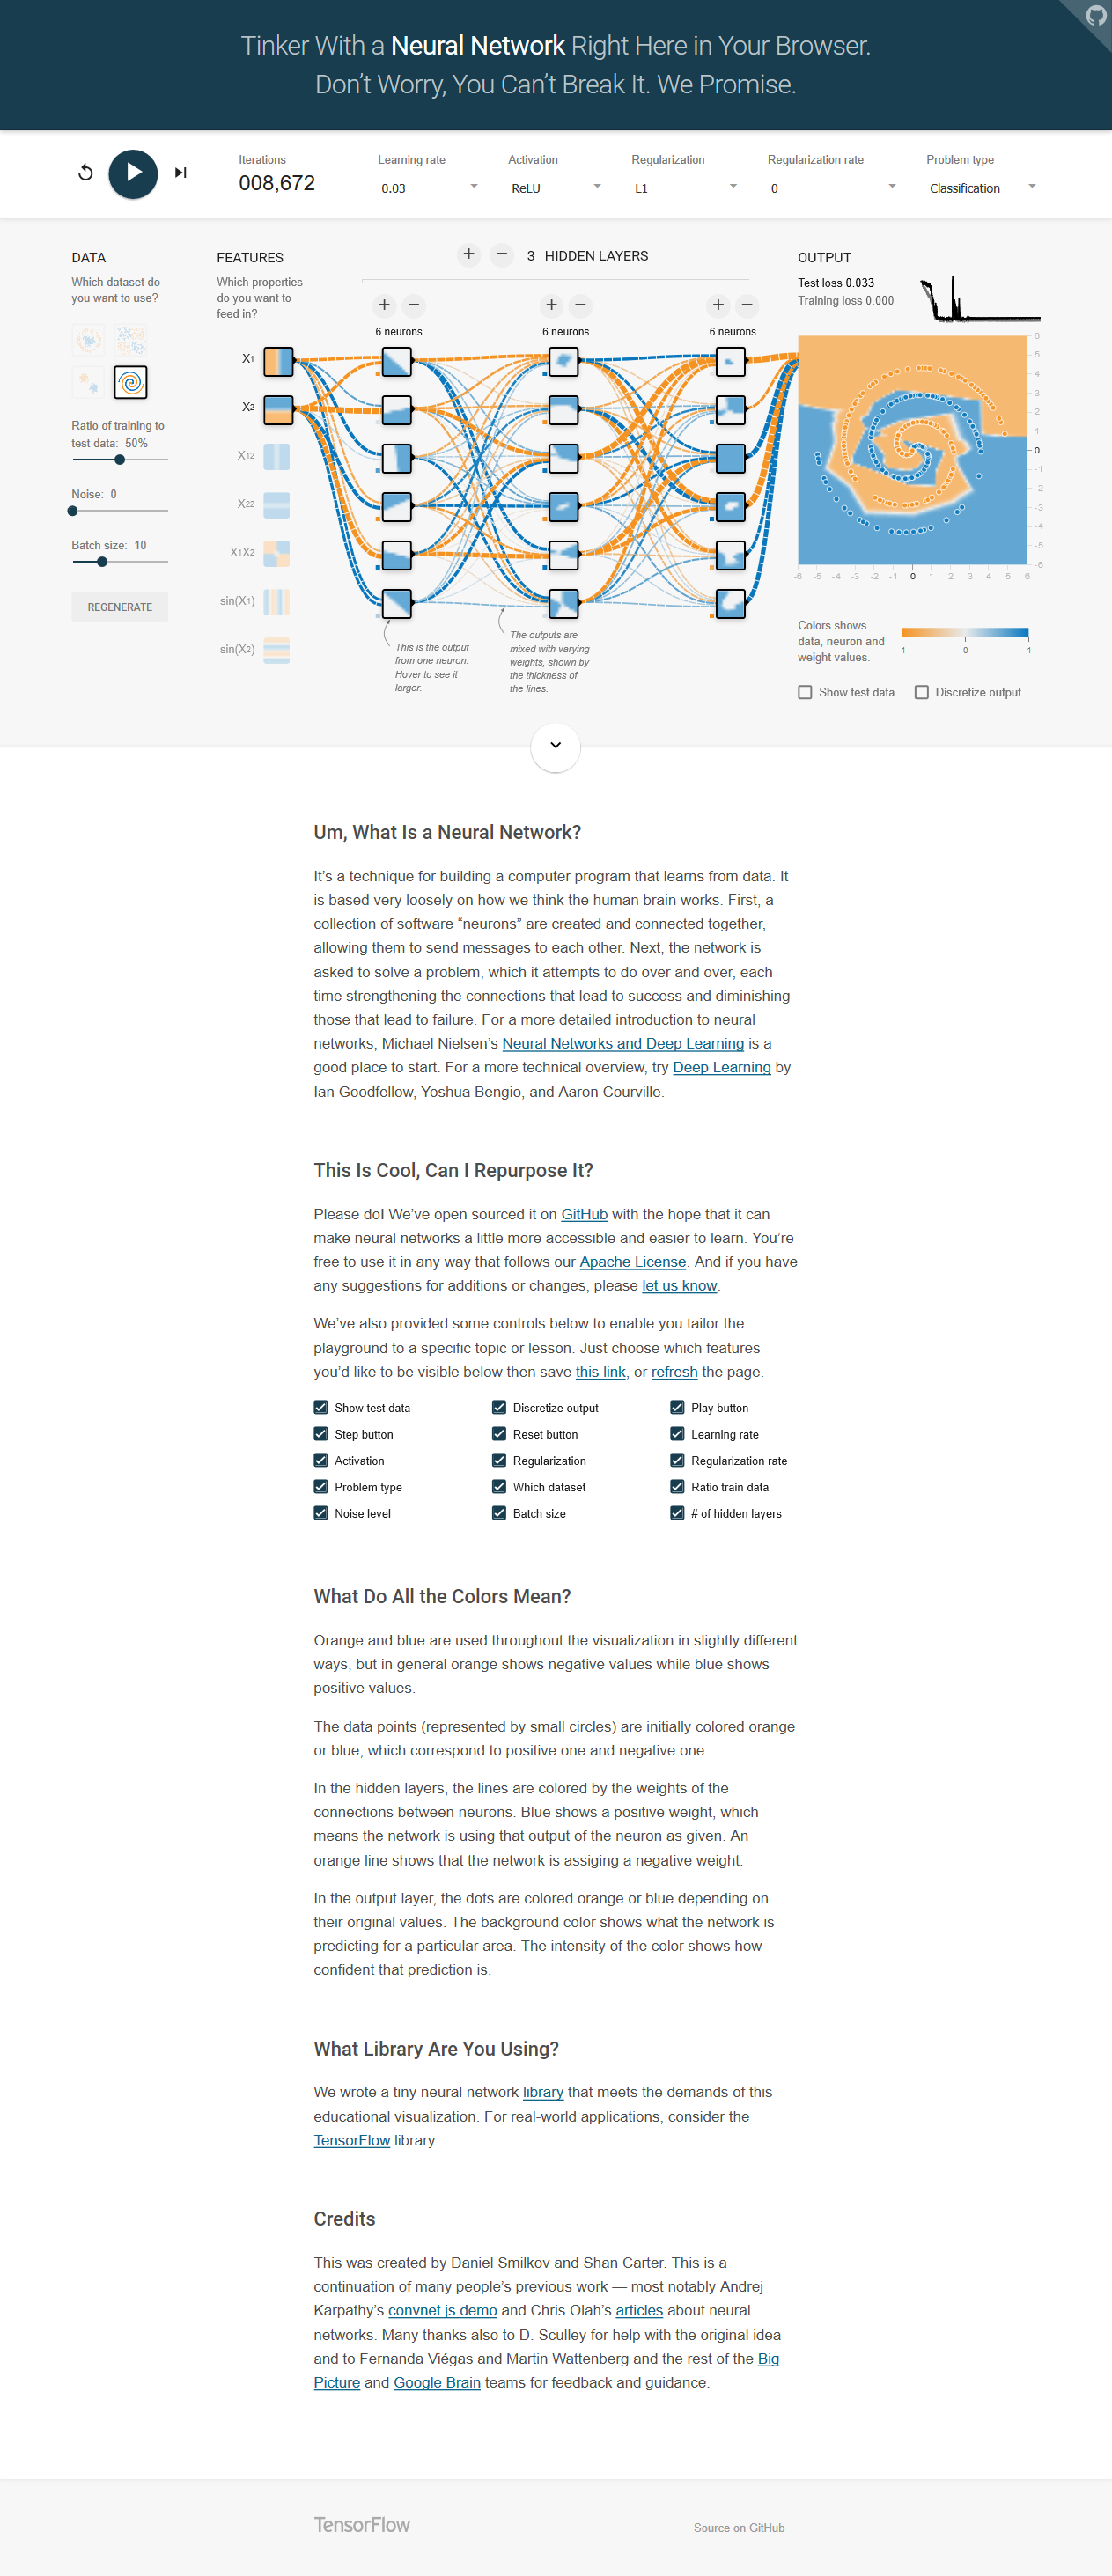 Tinker With a Neural Network Right Here in Your Browser.
Don’t Worry, You Can’t Break It. We Promise.
Iterations
008,672
Learning rate
0.03
Activation
ReLU
Regularization
L1
Regularization rate
0
Problem type
Classification
DATA
Which dataset do
you want to use?
Ratio of training to
test data: 50%
Noise: 0
Batch size: 10
REGENERATE
FEATURES
Which properties
do you want to
feed in?
X1
X2
X12
X22
X1X2
sin(X1)
sin(X2)
3 HIDDEN LAYERS
6 neurons
6 neurons
6 neurons
This is the output
from one neuron.
Hover to see it
larger.
The outputs are
mixed with varying
weights, shown by
the thickness of
the lines.
OUTPUT
Test loss 0.033
Training loss 0.000
6
5
4
3
2
1
0
-1
-2
-3
-4
-5
-6
-6 -5 -4 -3 -2 -1 0 1 2 3 4 5 6
Colors shows
data, neuron and
weight values.
-1 0 1
Show test data Discretize output
Um, What Is a Neural Network?
It’s a technique for building a computer program that learns from data. It
is based very loosely on how we think the human brain works. First, a
collection of software “neurons” are created and connected together,
allowing them to send messages to each other. Next, the network is
asked to solve a problem, which it attempts to do over and over, each
time strengthening the connections that lead to success and diminishing
those that lead to failure. For a more detailed introduction to neural
networks, Michael Nielsen’s Neural Networks and Deep Learning is a
good place to start. For a more technical overview, try Deep Learning by
Ian Goodfellow, Yoshua Bengio, and Aaron Courville.
This Is Cool, Can I Repurpose It?
Please do! We’ve open sourced it on GitHub with the hope that it can
make neural networks a little more accessible and easier to learn. You’re
free to use it in any way that follows our Apache License. And if you have
any suggestions for additions or changes, please let us know.
We’ve also provided some controls below to enable you tailor the
playground to a specific topic or lesson. Just choose which features
you’d like to be visible below then save this link, or refresh the page.
Show test data Discretize output Play button
Step button Reset button Learning rate
Activation Regularization Regularization rate
Problem type Which dataset Ratio train data
Noise level Batch size # of hidden layers
What Do All the Colors Mean?
Orange and blue are used throughout the visualization in slightly different
ways, but in general orange shows negative values while blue shows
positive values.
The data points (represented by small circles) are initially colored orange
or blue, which correspond to positive one and negative one.
In the hidden layers, the lines are colored by the weights of the
connections between neurons. Blue shows a positive weight, which
means the network is using that output of the neuron as given. An
orange line shows that the network is assiging a negative weight.
In the output layer, the dots are colored orange or blue depending on
their original values. The background color shows what the network is
predicting for a particular area. The intensity of the color shows how
confident that prediction is.
What Library Are You Using?
We wrote a tiny neural network library that meets the demands of this
educational visualization. For real-world applications, consider the
TensorFlow library.
Credits
This was created by Daniel Smilkov and Shan Carter. This is a
continuation of many people’s previous work — most notably Andrej
Karpathy’s convnet.js demo and Chris Olah’s articles about neural
networks. Many thanks also to D. Sculley for help with the original idea
and to Fernanda Viégas and Martin Wattenberg and the rest of the Big
Picture and Google Brain teams for feedback and guidance.
TensorFlow
Source on GitHub